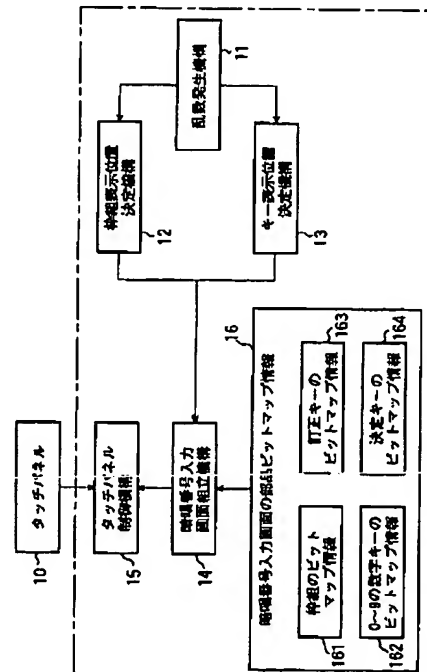 10
タッチパネル
15
タッチパネル
制御機構
14
暗唱番号入力
画面組立機構
12
枠組表示位置
決定機構
13
キー表示位置
決定機構
11
乱数発生機構
16
暗唱番号入力画面の部品ビットマップ情報
161
枠組のビット
マップ情報
163
訂正キーの
ビットマップ情報
162
0〜9の数字キーの
ビットマップ情報
164
決定キーの
ビットマップ情報